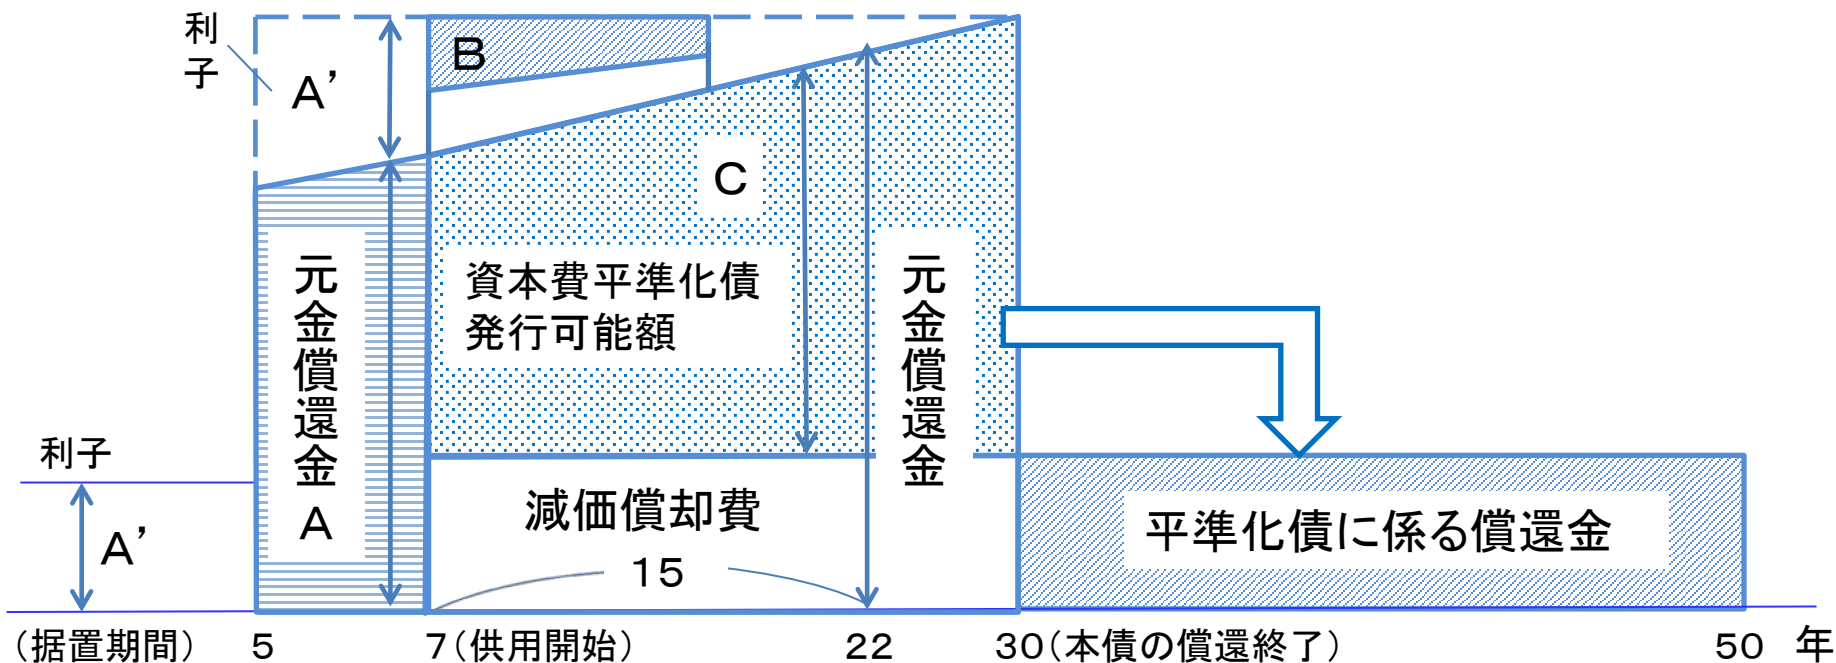 利
子
A’
B
C
資本費平準化債
発行可能額
元金償還金
A
元金償還金
利子
A’
減価償却費
15
平準化債に係る償還金
(据置期間)
5
7(供用開始)
22
30(本債の償還終了)
50
年